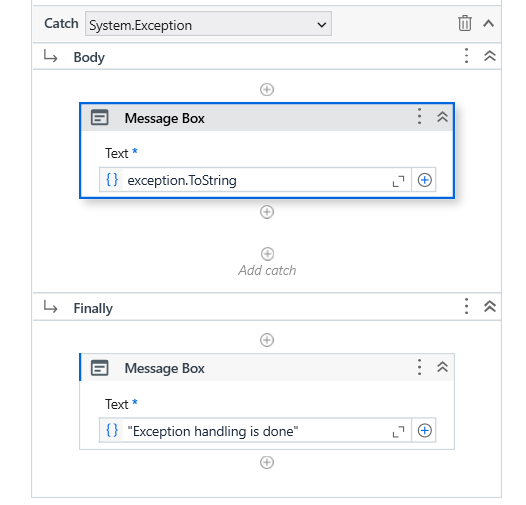 Catch System.Exception
Body
Message Box
Text *
{} exception.ToString
Add catch
Finally
Message Box
Text *
{} "Exception handling is done"